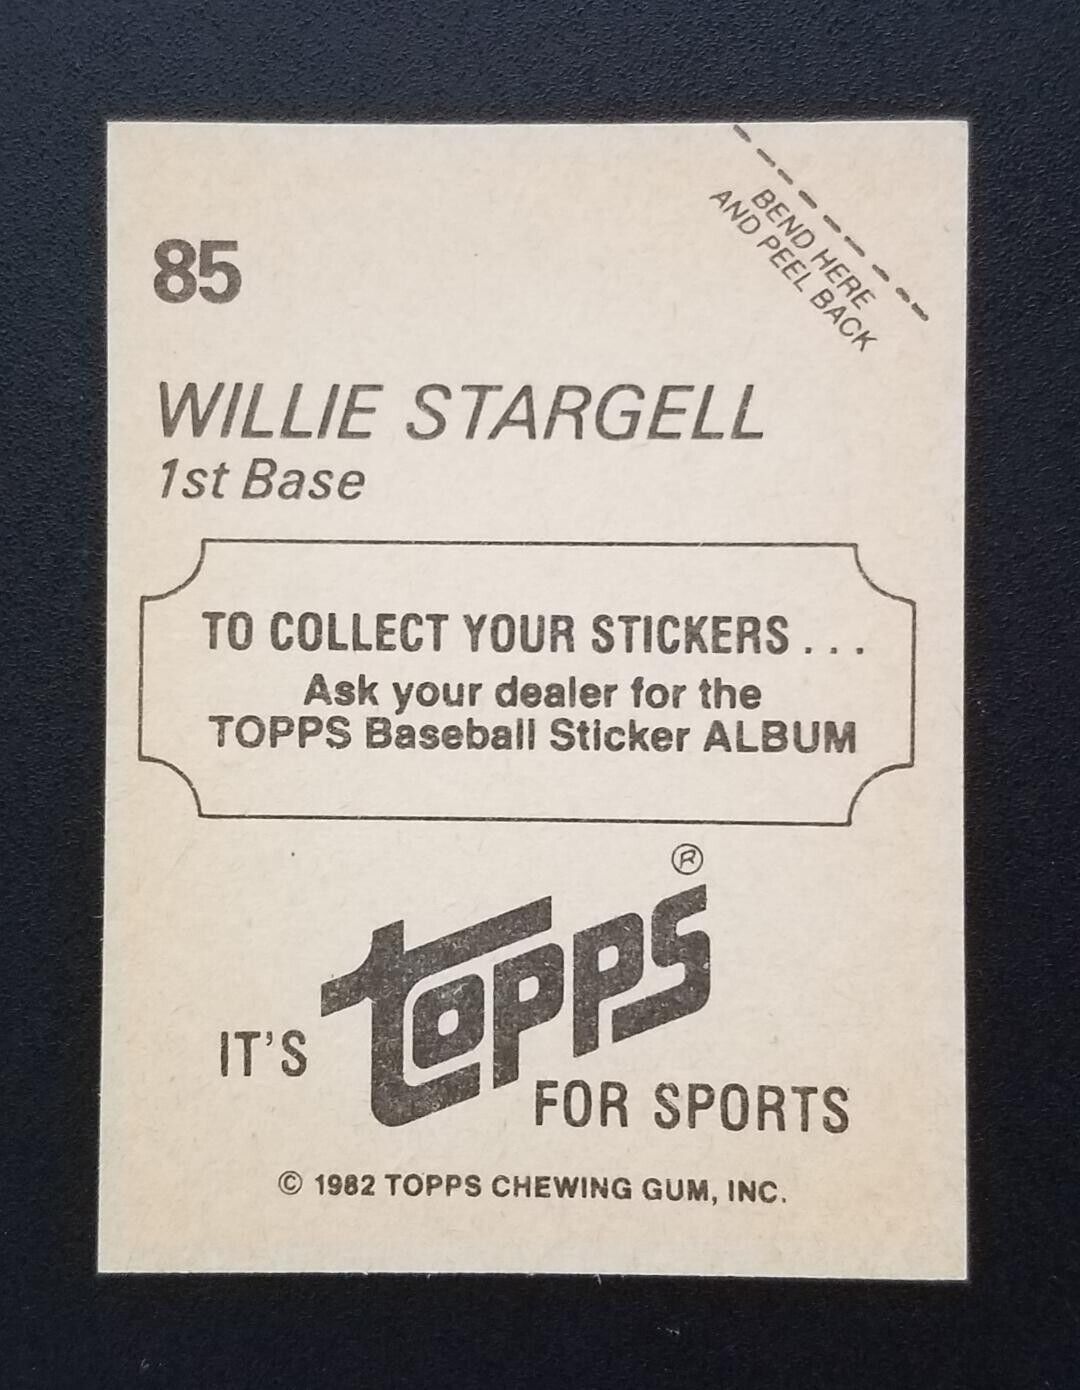 BEND HERE
AND PEEL BACK
85
WILLIE STARGELL
1st Base
TO COLLECT YOUR STICKERS . . .
Ask your dealer for the
TOPPS Baseball Sticker ALBUM
IT'S
topps®
FOR SPORTS
© 1982 TOPPS CHEWING GUM, INC.